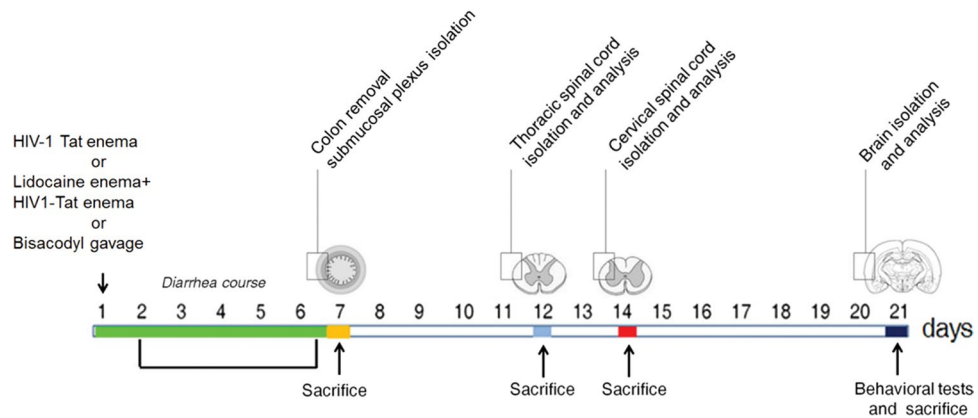 Colon removal
submucosal plexus isolation
Thoracic spinal cord
isolation and analysis
Cervical spinal cord
isolation and analysis
Brain isolation
and analysis
HIV-1 Tat enema
or
Lidocaine enema+
HIV1-Tat enema
or
Bisacodyl gavage
Diarrhea course
1 2 3 4 5 6 7 8 9 10 11 12 13 14 15 16 17 18 19 20 21 days
Sacrifice
Sacrifice
Sacrifice
Behavioral tests
and sacrifice